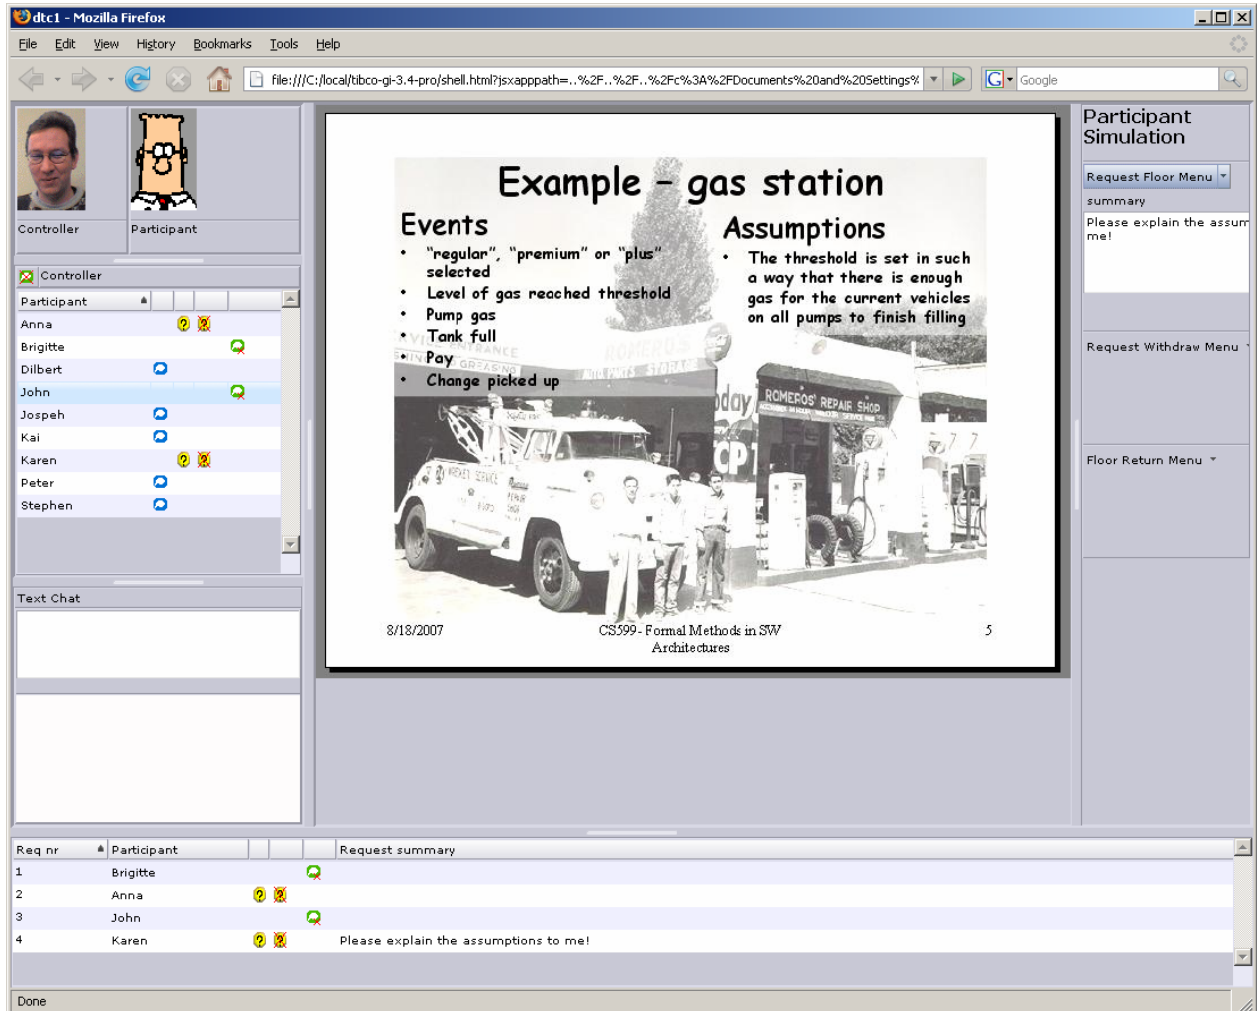 dtc1 - Mozilla Firefox
File Edit View History Bookmarks Tools Help
file:///C:/local/tibco-gi-3.4-pro/shell.html?jsxapppath=..%2F..%2F..%2Fc%3A%2FDocuments%20and%20Settings%
G Google
Controller
Participant
Controller
Participant
Anna
Brigitte
Dilbert
John
Jospeh
Kai
Karen
Peter
Stephen
Text Chat
Example - gas station
Events
• "regular", "premium" or "plus"
selected
• Level of gas reached threshold
• Pump gas
• Tank full
• Pay
• Change picked up
Assumptions
• The threshold is set in such
a way that there is enough
gas for the current vehicles
on all pumps to finish filling
ROMEROS' REPAIR SHOP
8/18/2007
CS599- Formal Methods in SW
Architectures
5
Participant
Simulation
Request Floor Menu
summary
Please explain the assum
me!
Request Withdraw Menu
Floor Return Menu
Req nr Participant Request summary
1 Brigitte
2 Anna
3 John
4 Karen Please explain the assumptions to me!
Done